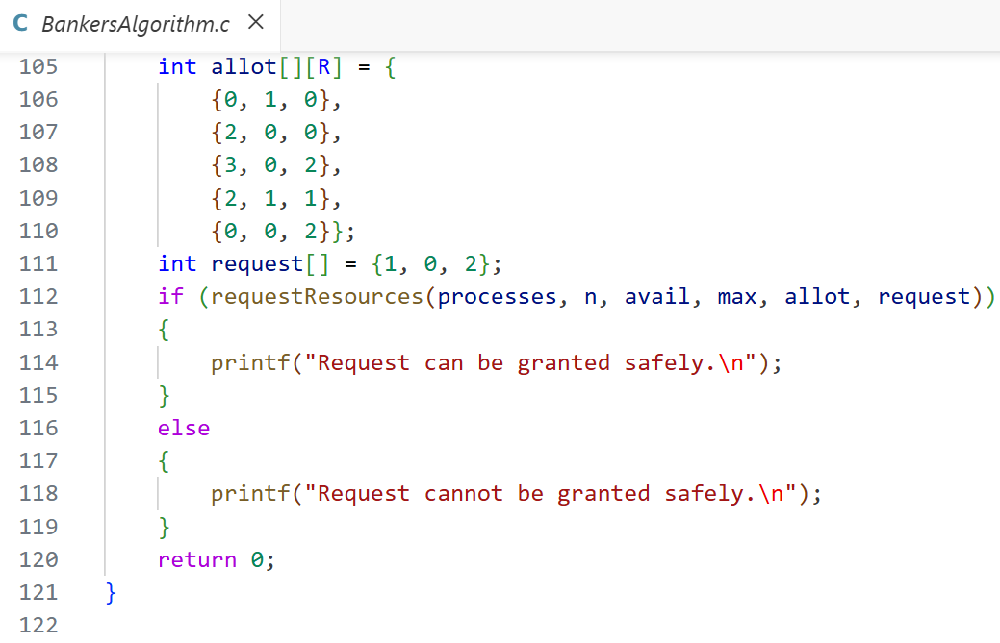 C BankersAlgorithm.c ×
105 int allot[][R] = {
106 {0, 1, 0},
107 {2, 0, 0},
108 {3, 0, 2},
109 {2, 1, 1},
110 {0, 0, 2}};
111 int request[] = {1, 0, 2};
112 if (requestResources(processes, n, avail, max, allot, request))
113 {
114 printf("Request can be granted safely.\n");
115 }
116 else
117 {
118 printf("Request cannot be granted safely.\n");
119 }
120 return 0;
121 }
122